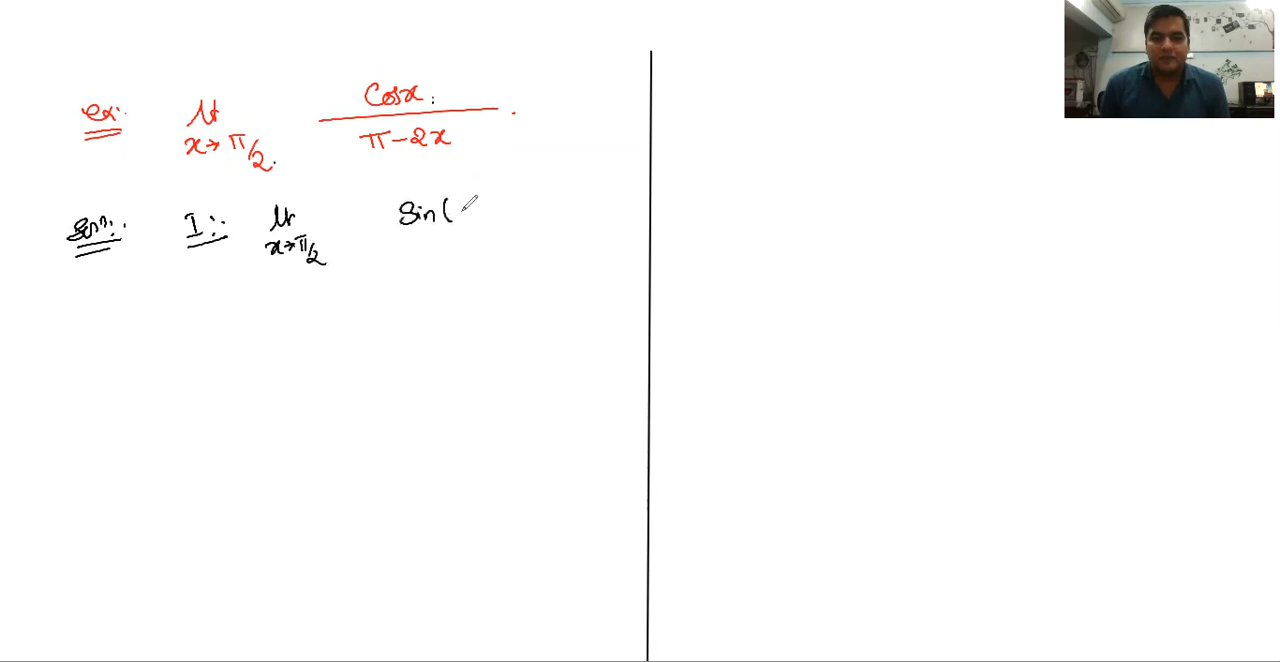 Ex:- lt x→π/2 Cosx / π-2x .
Soln:- I:- lt x→π/2 Sin(